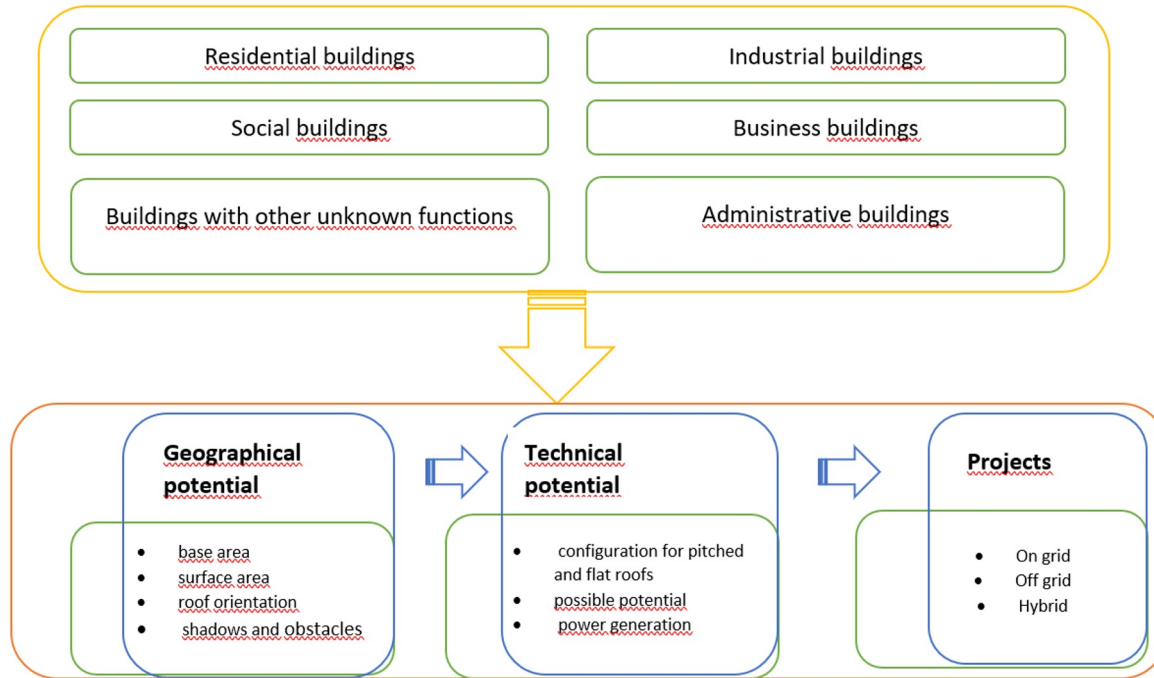 Residential buildings
Industrial buildings
Social buildings
Business buildings
Buildings with other unknown functions
Administrative buildings
Geographical
potential
• base area
• surface area
• roof orientation
• shadows and obstacles
Technical
potential
• configuration for pitched
and flat roofs
• possible potential
• power generation
Projects
• On grid
• Off grid
• Hybrid